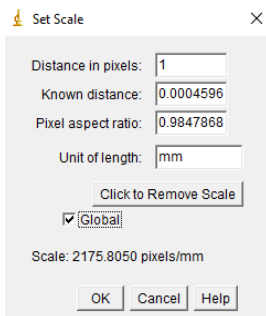 Set Scale
Distance in pixels: 1
Known distance: 0.0004596
Pixel aspect ratio: 0.9847868
Unit of length: mm
Click to Remove Scale
Global
Scale: 2175.8050 pixels/mm
OK Cancel Help